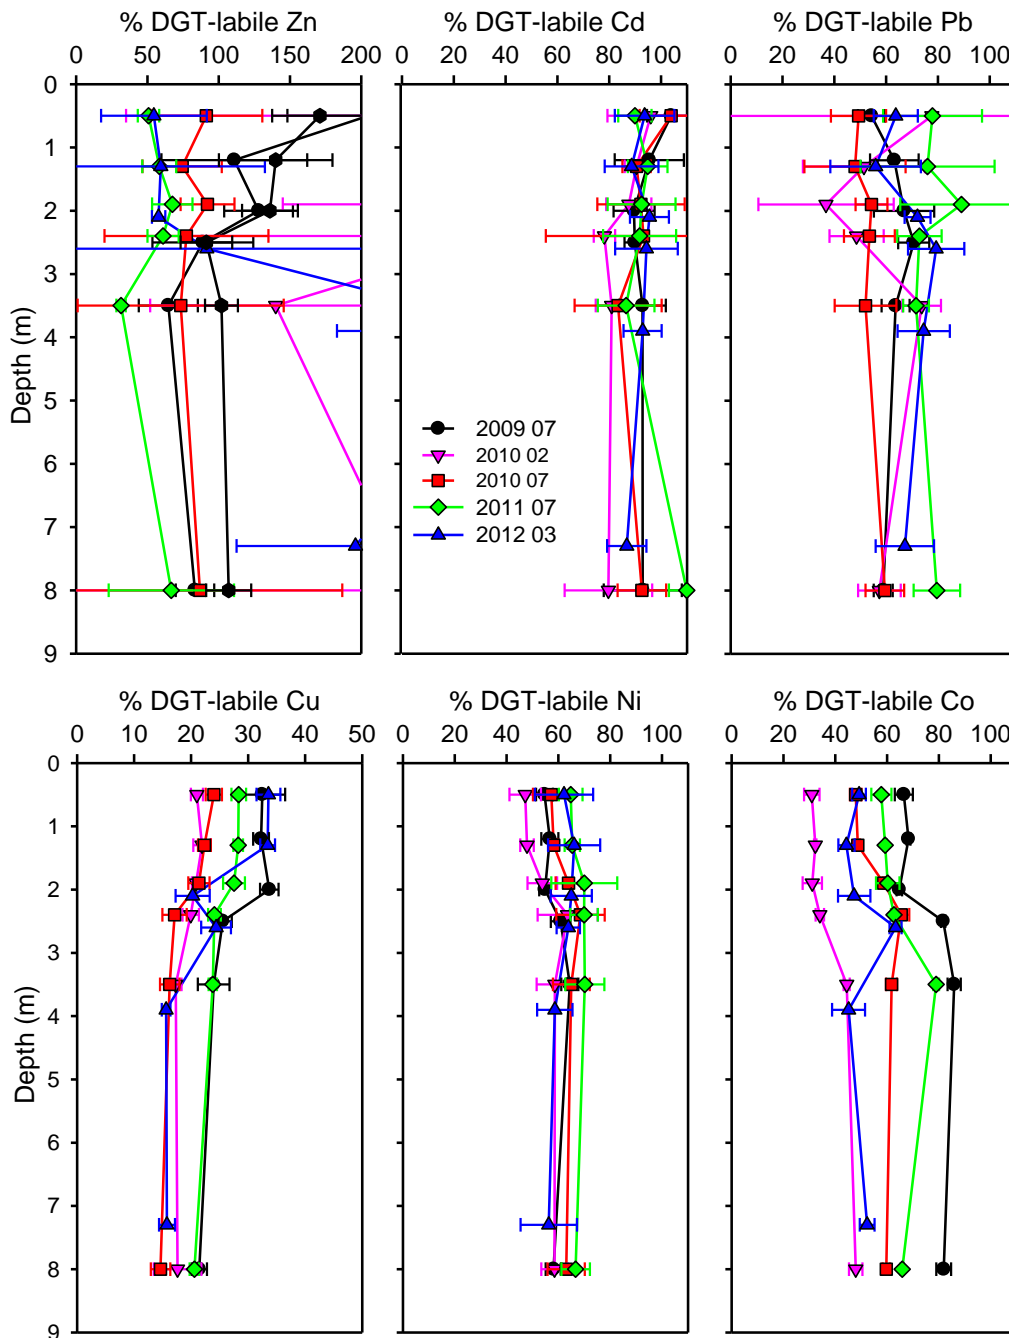 % DGT-labile Zn
% DGT-labile Cd
% DGT-labile Pb
0 50 100 150 200
0 20 40 60 80 100
0 20 40 60 80 100
0
1
2
3
4
5
6
7
8
9
Depth (m)
2009 07
2010 02
2010 07
2011 07
2012 03
% DGT-labile Cu
% DGT-labile Ni
% DGT-labile Co
0 10 20 30 40 50
0 20 40 60 80 100
0 20 40 60 80 100
0
1
2
3
4
5
6
7
8
9
Depth (m)